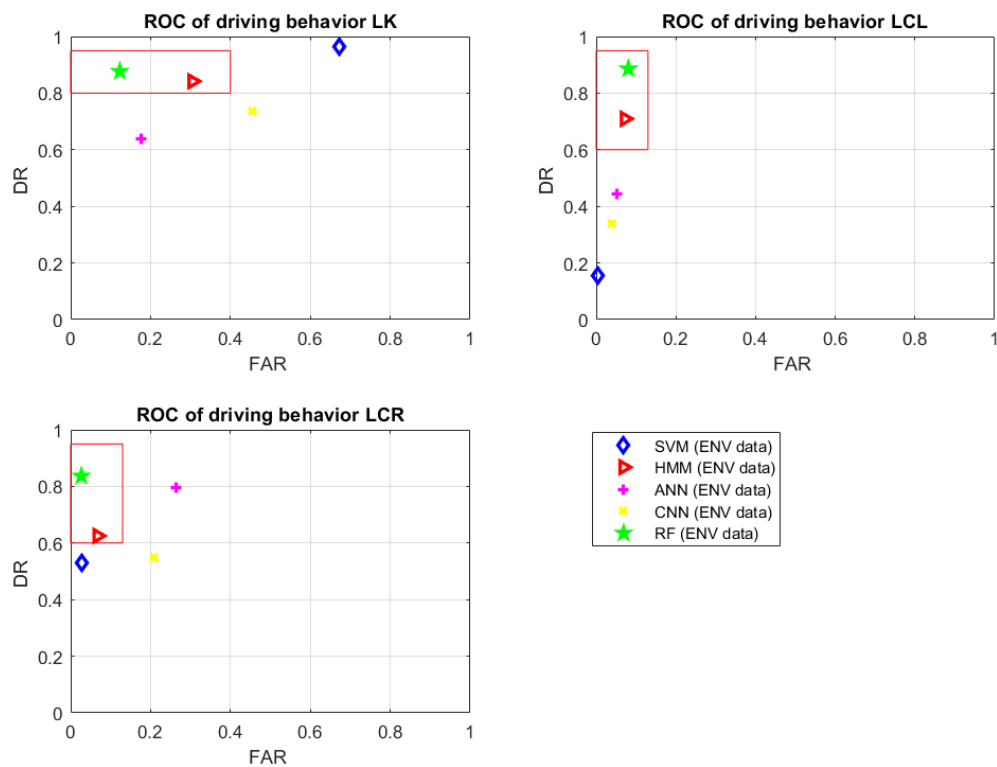 ROC of driving behavior LK
1
0.8
0.6
0.4
0.2
0
DR
0 0.2 0.4 0.6 0.8 1
FAR
ROC of driving behavior LCL
1
0.8
0.6
0.4
0.2
0
DR
0 0.2 0.4 0.6 0.8 1
FAR
ROC of driving behavior LCR
1
0.8
0.6
0.4
0.2
0
DR
0 0.2 0.4 0.6 0.8 1
FAR
SVM (ENV data)
HMM (ENV data)
ANN (ENV data)
CNN (ENV data)
RF (ENV data)